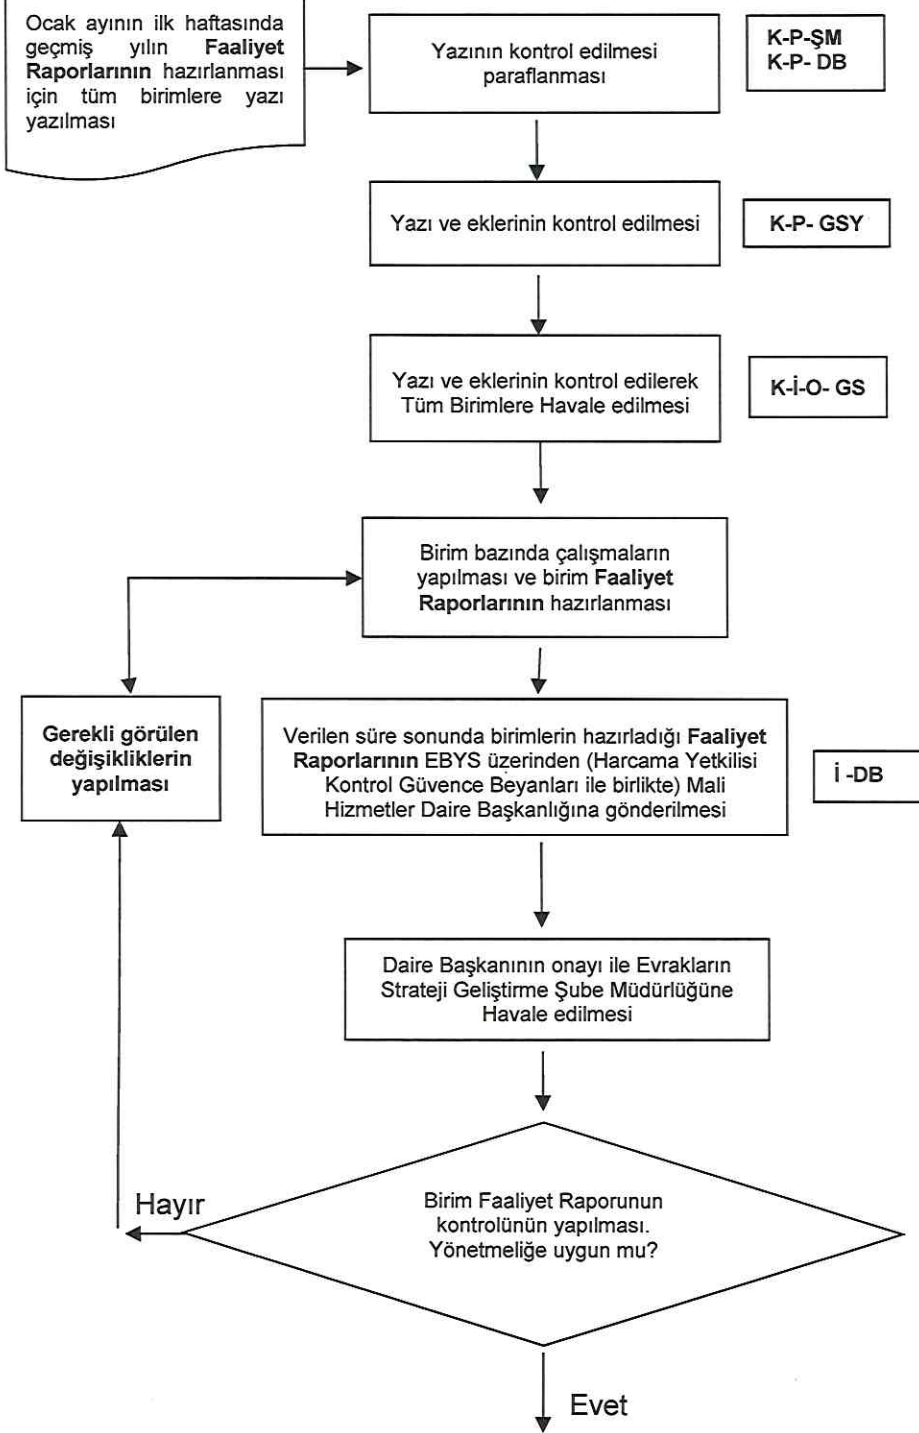 Ocak ayının ilk haftasında
geçmiş yılın Faaliyet
Raporlarının hazırlanması
için tüm birimlere yazı
yazılması
Yazının kontrol edilmesi
paraflanması
K-P-ŞM
K-P- DB
Yazı ve eklerinin kontrol edilmesi
K-P- GSY
Yazı ve eklerinin kontrol edilerek
Tüm Birimlere Havale edilmesi
K-İ-O- GS
Birim bazında çalışmaların
yapılması ve birim Faaliyet
Raporlarının hazırlanması
Gerekli görülen
değişikliklerin
yapılması
Verilen süre sonunda birimlerin hazırladığı Faaliyet
Raporlarının EBYS üzerinden (Harcama Yetkilisi
Kontrol Güvence Beyanları ile birlikte) Mali
Hizmetler Daire Başkanlığına gönderilmesi
İ -DB
Daire Başkanının onayı ile Evrakların
Strateji Geliştirme Şube Müdürlüğüne
Havale edilmesi
Hayır
Birim Faaliyet Raporunun
kontrolünün yapılması.
Yönetmeliğe uygun mu?
Evet